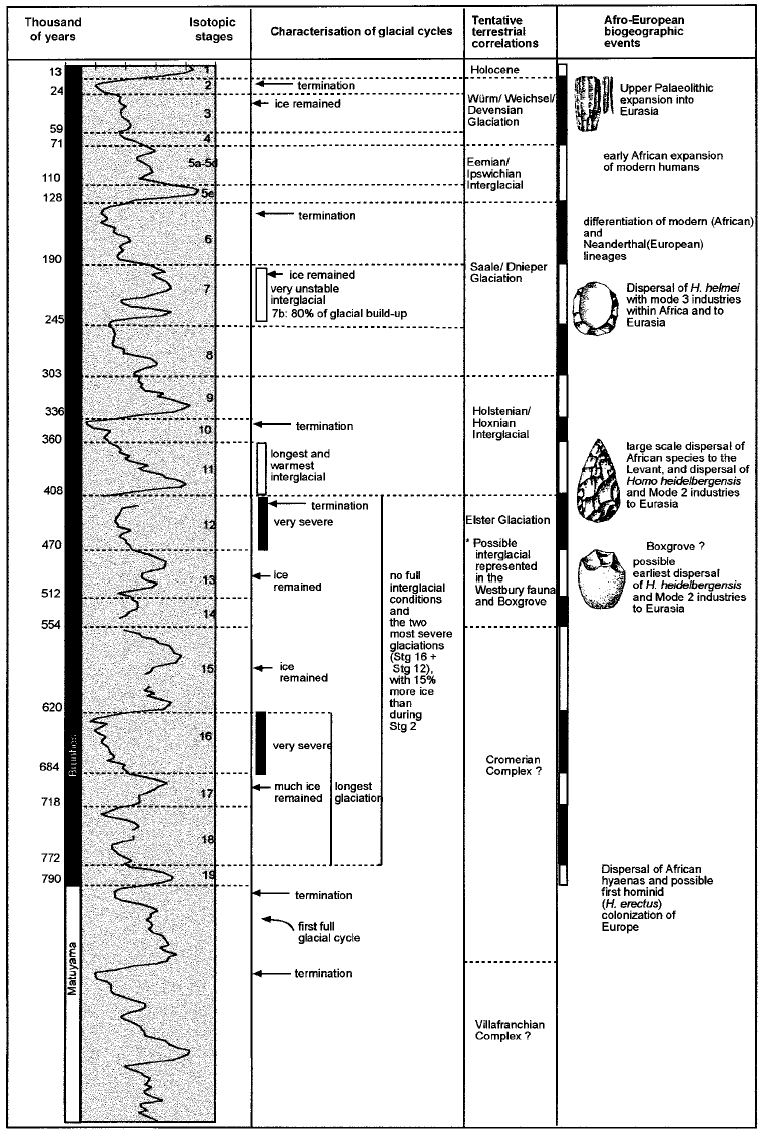 Thousand
of years
Isotopic
stages
Characterisation of glacial cycles
Tentative
terrestrial
correlations
Afro-European
biogeographic
events
13
24
59
71
110
128
190
245
303
336
360
408
470
512
554
620
684
718
772
790
Brunhes
Matuyama
1
2
3
4
5a-5d
5e
6
7
8
9
10
11
12
13
14
15
16
17
18
19
termination
ice remained
termination
ice remained
very unstable
interglacial
7b: 80% of glacial build-up
termination
longest and
warmest
interglacial
termination
very severe
ice
remained
ice
remained
very severe
much ice
remained
longest
glaciation
no full
interglacial
conditions
and
the two
most severe
glaciations
(Stg 16 +
Stg 12),
with 15%
more ice
than
during
Stg 2
termination
first full
glacial cycle
termination
Holocene
Würm/ Weichsel/
Devensian
Glaciation
Eemian/
Ipswichian
Interglacial
Saale/ Dnieper
Glaciation
Holstenian/
Hoxnian
Interglacial
Elster Glaciation
* Possible
interglacial
represented
in the
Westbury fauna
and Boxgrove
Cromerian
Complex ?
Villafranchian
Complex ?
Upper Palaeolithic
expansion into
Eurasia
early African expansion
of modern humans
differentiation of modern (African)
and
Neanderthal(European)
lineages
Dispersal of H. helmei
with mode 3 industries
within Africa and to
Eurasia
large scale dispersal of
African species to the
Levant, and dispersal of
Homo heidelbergensis
and Mode 2 industries
to Eurasia
Boxgrove ?
possible
earliest dispersal
of H. heidelbergensis
and Mode 2 industries
to Eurasia
Dispersal of African
hyaenas and possible
first hominid
(H. erectus)
colonization of
Europe